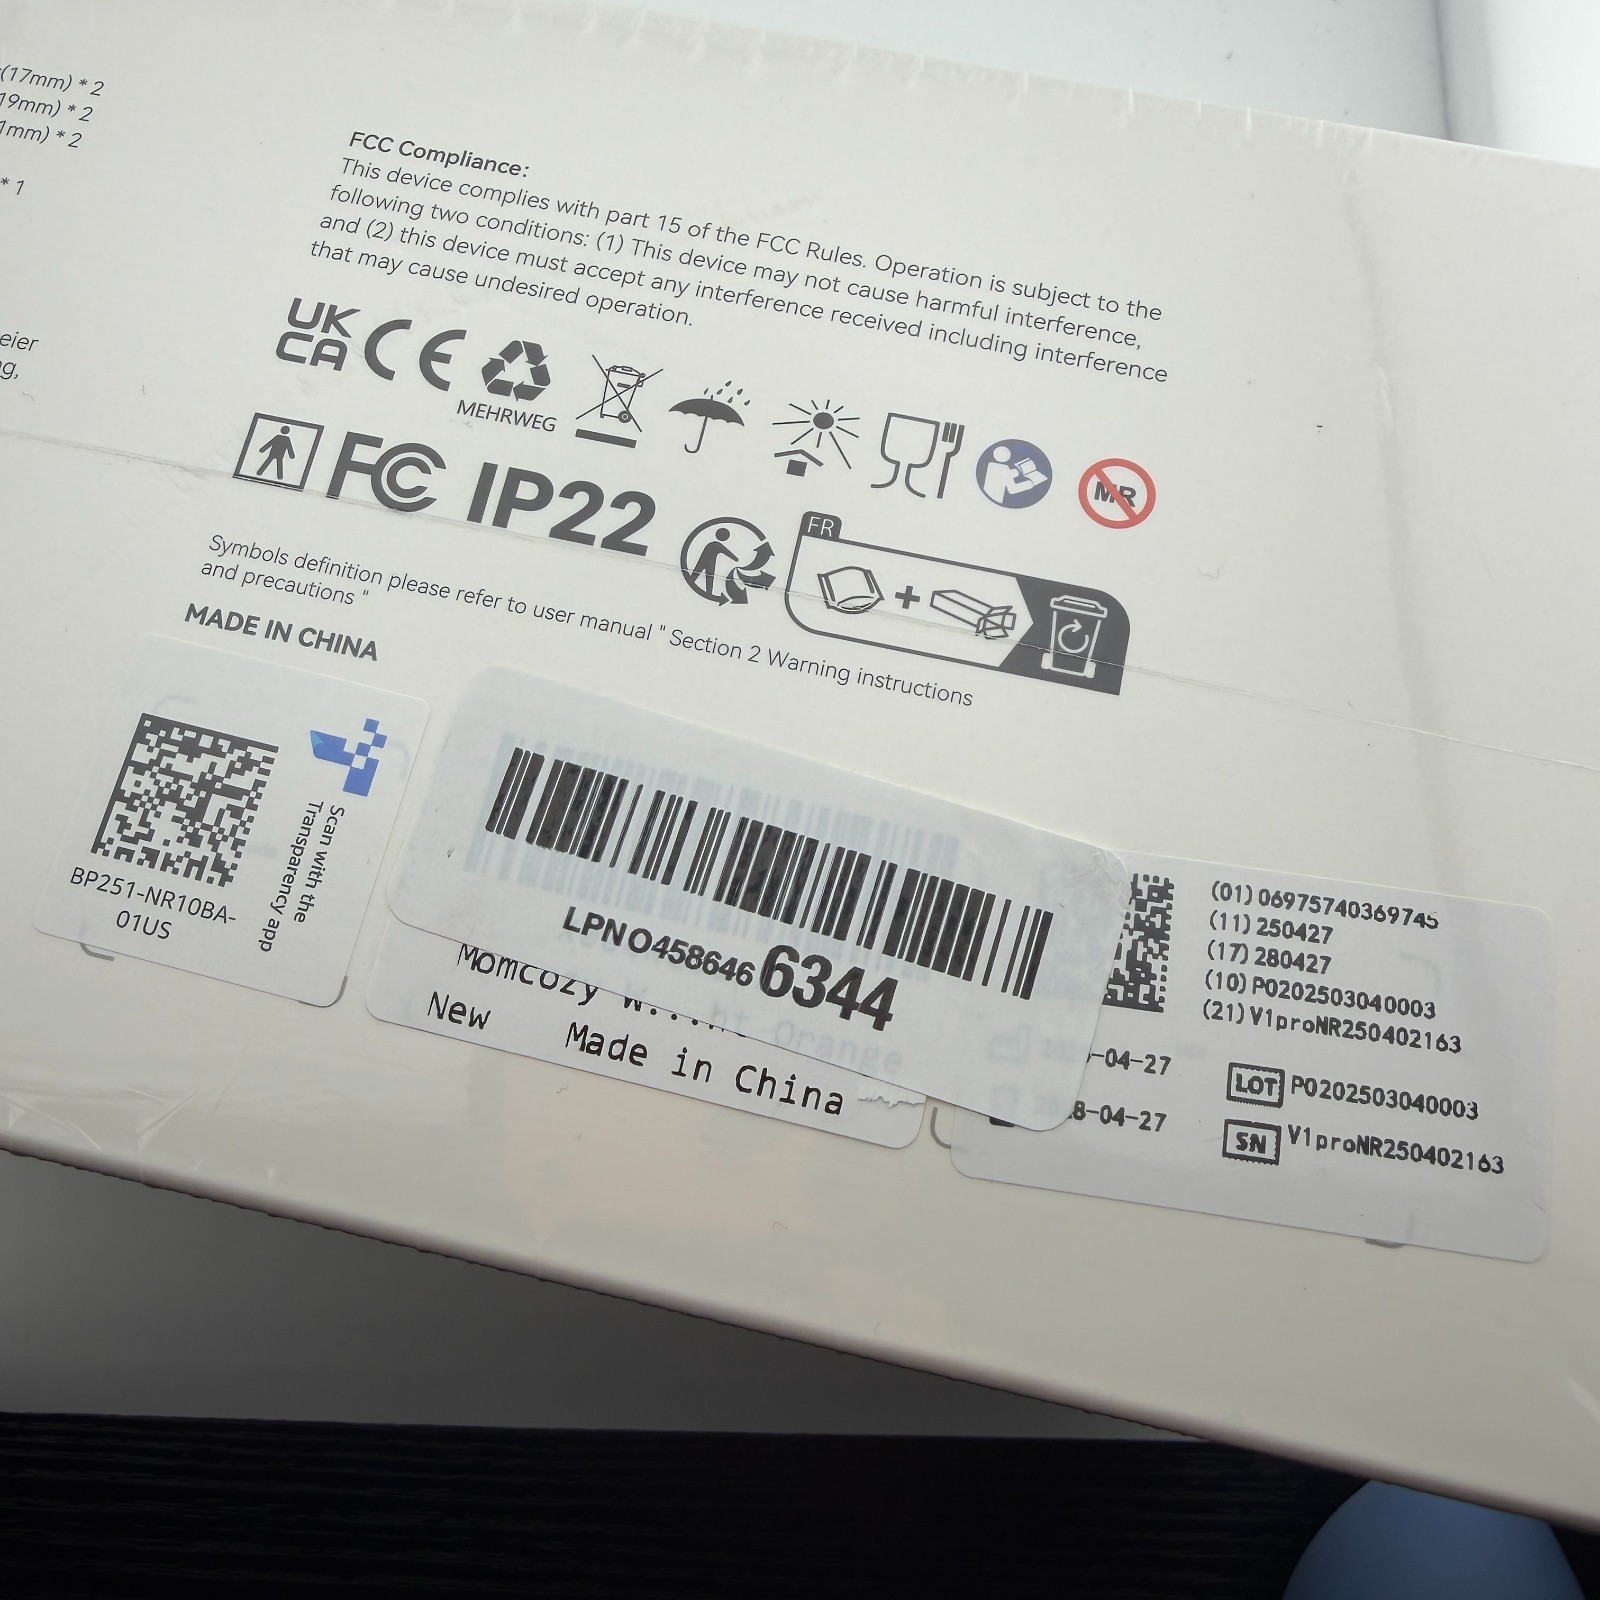 (17mm) * 2
19mm) * 2
1mm) * 2
* 1
eier
FCC Compliance:
This device complies with part 15 of the FCC Rules. Operation is subject to the
following two conditions: (1) This device may not cause harmful interference,
and (2) this device must accept any interference received including interference
that may cause undesired operation.
UK
CA CE
MEHRWEG
MR
FC IP22
FR
Symbols definition please refer to user manual " Section 2 Warning instructions
and precautions "
MADE IN CHINA
BP251-NR10BA-
01US
Scan with the
Transparency app
LPNO4586466344
Momcozy
ht Orange
New Made in China
(01) 06975740369745
(11) 250427
(17) 280427
(10) P0202503040003
(21) V1proNR250402163
-04-27
8-04-27
LOT P0202503040003
SN V1proNR250402163